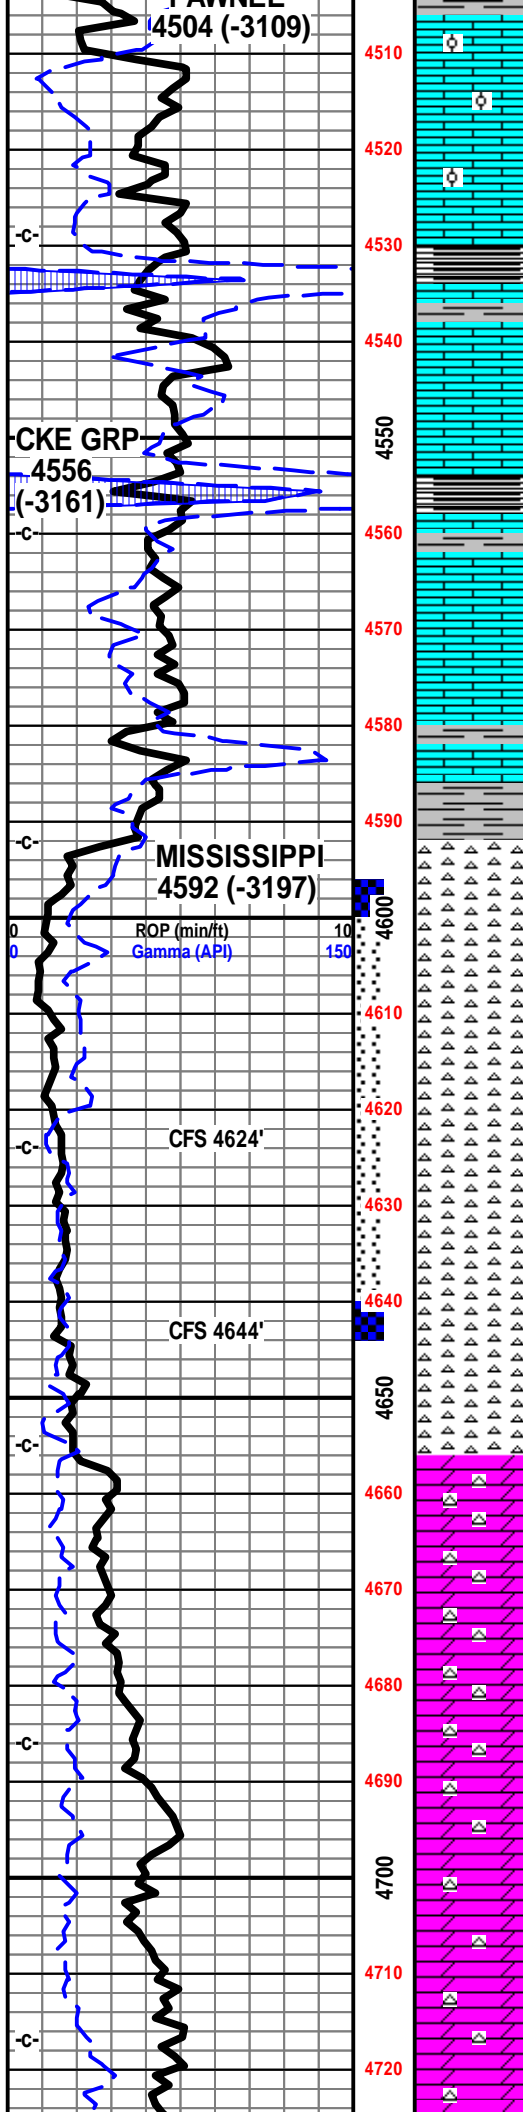 PAWNEE
4504 (-3109)
4510
4520
-c-
4530
4540
4550
CKE GRP
4556
(-3161)
-c-
4560
4570
4580
4590
-c-
MISSISSIPPI
4592 (-3197)
4600
0 ROP (min/ft) 10
0 Gamma (API) 150
4610
4620
CFS 4624'
-c-
4630
4640
CFS 4644'
4650
-c-
4660
4670
4680
-c-
4690
4700
4710
-c-
4720